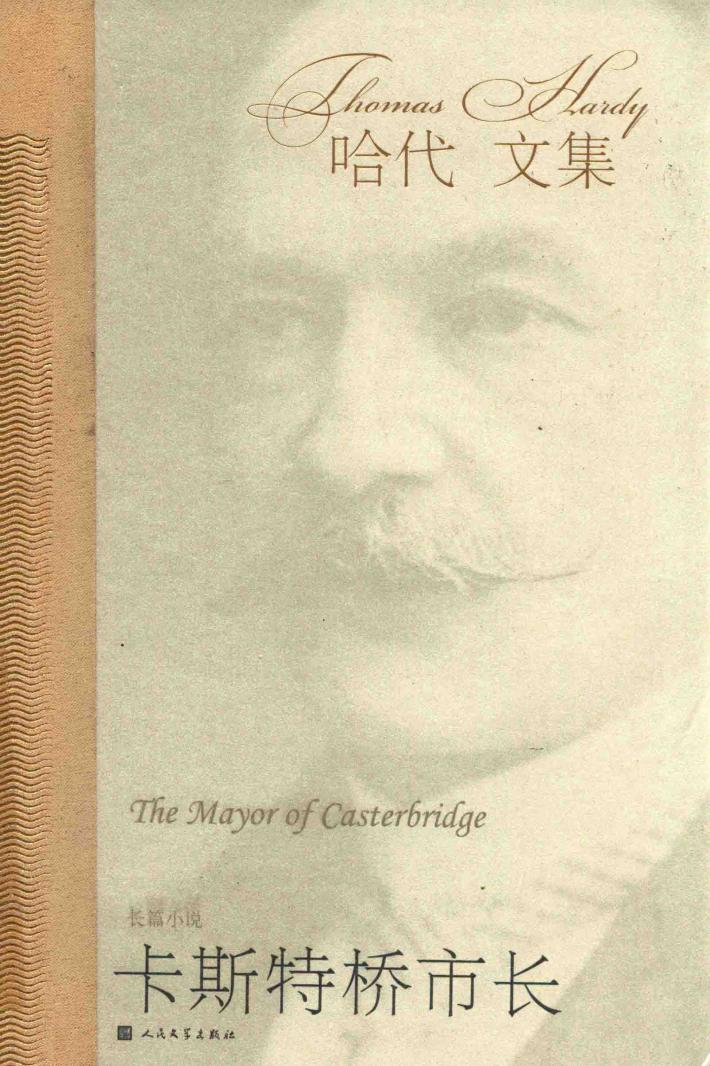 Thomas Hardy
哈代 文集
The Mayor of Casterbridge
长篇小说
卡斯特桥市长
人民文学出版社